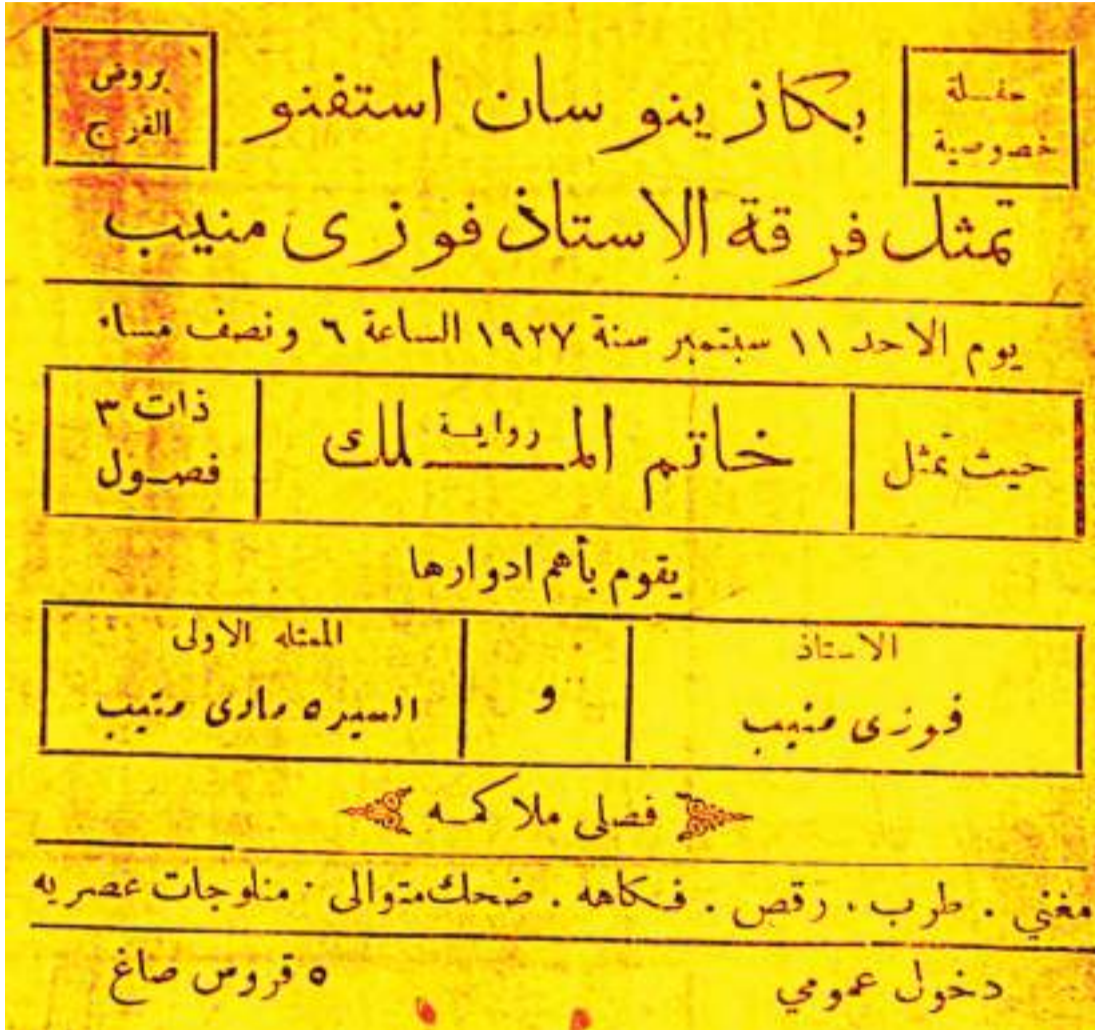 حفلة خصوصية
بكازينو سان استفنو
بروض الفرج
تمثل فرقة الاستاذ فوزى منيب
يوم الاحد ١١ سبتمبر سنة ١٩٢٧ الساعة ٦ ونصف مساء
حيث تمثل
رواية
خاتم الملك
ذات ٣ فصول
يقوم بأهم ادوارها
الاستاذ
فوزى منيب
و
الممثله الاولى
السيده مارى منيب
فصلى ملاكمه
مغنى . طرب . رقص . فكاهه . ضحك متوالى . منلوجات عصريه
دخول عمومي
٥ قروش صاغ